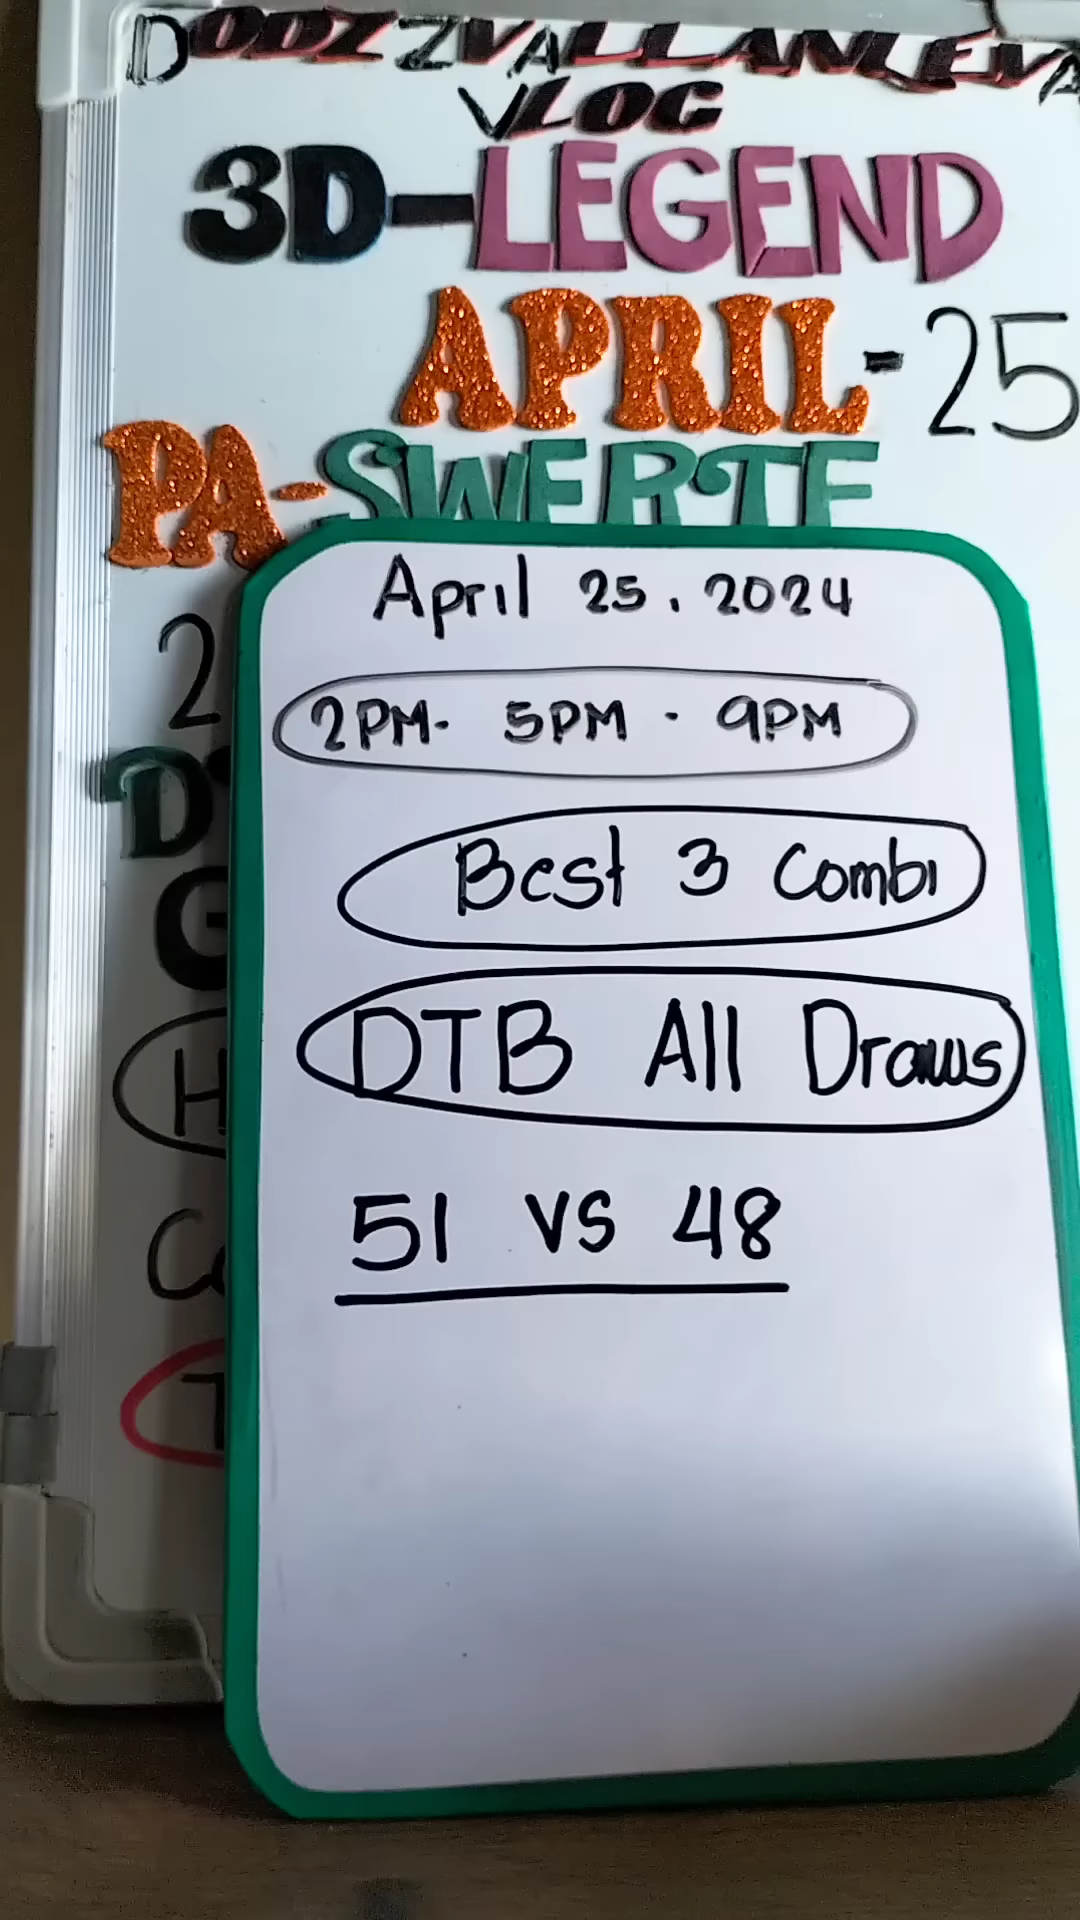 DODZZVALLANLEVA
VLOG
3D-LEGEND
APRIL-25
PA-SWERTE
April 25, 2024
2PM- 5PM - 9PM
Best 3 Combi
DTB All Draws
51 vs 48